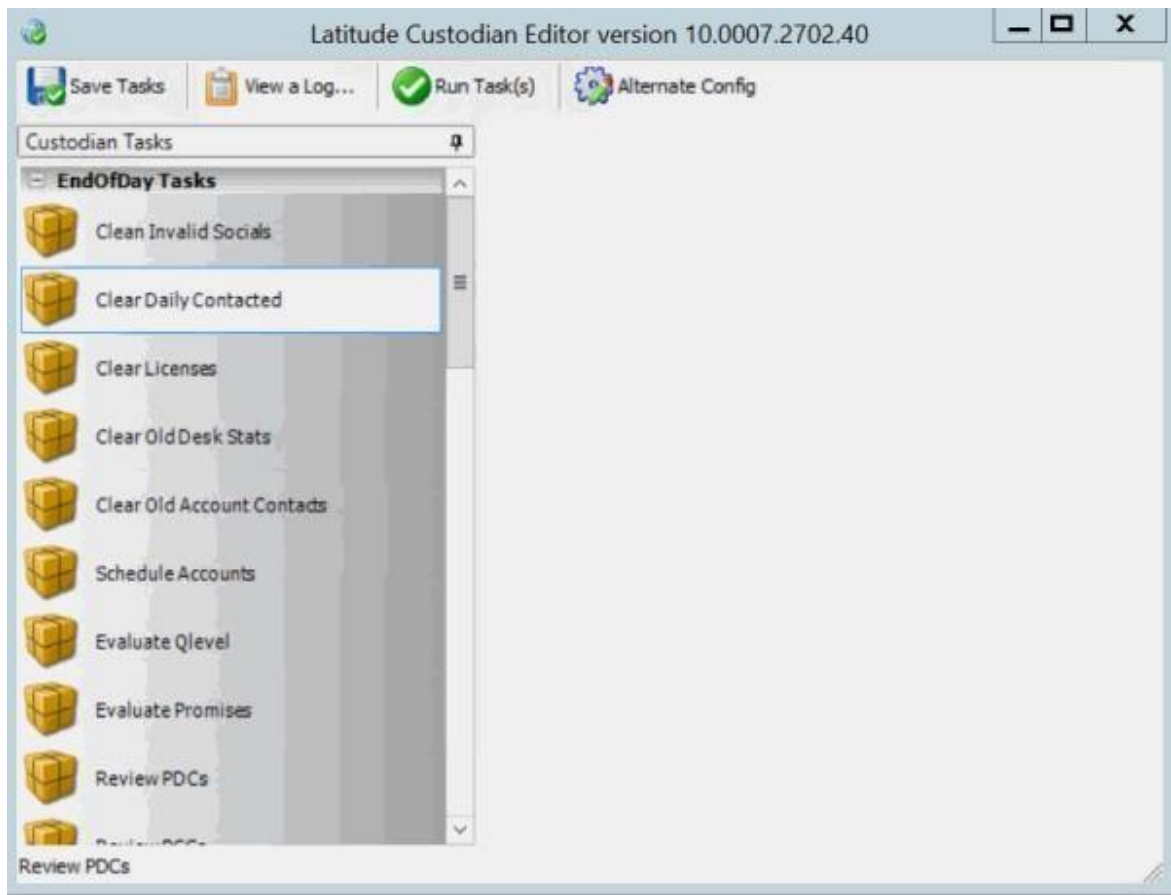 Latitude Custodian Editor version 10.0007.2702.40
Save Tasks View a Log... Run Task(s) Alternate Config
Custodian Tasks
EndOfDay Tasks
Clean Invalid Socials
Clear Daily Contacted
Clear Licenses
Clear Old Desk Stats
Clear Old Account Contacts
Schedule Accounts
Evaluate Qlevel
Evaluate Promises
Review PDCs
Review PDCs